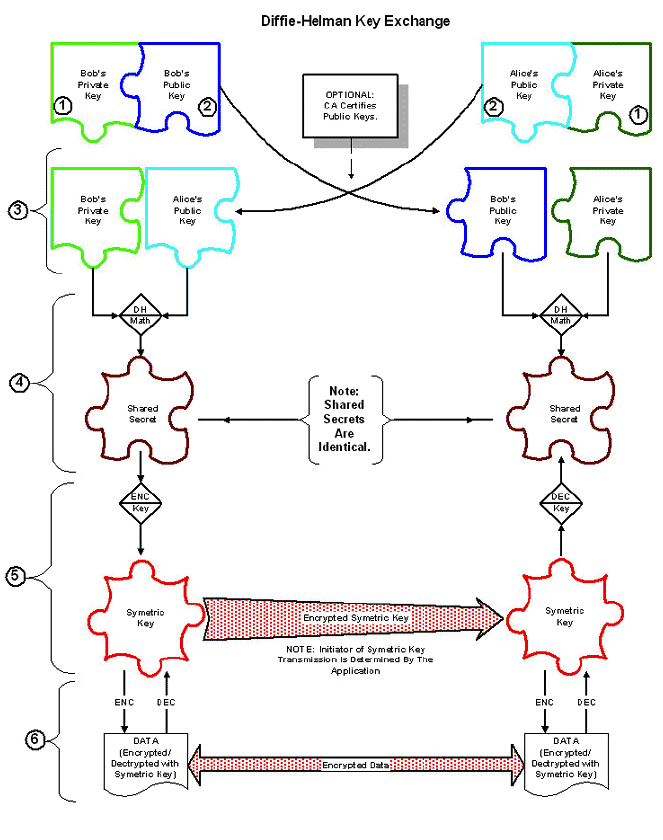 Diffie-Helman Key Exchange
Bob's
Private
Key
1
Bob's
Public
Key
2
OPTIONAL:
CA Certifies
Public Keys.
Alice's
Public
Key
2
Alice's
Private
Key
1
3
Bob's
Private
Key
Alice's
Public
Key
Bob's
Public
Key
Alice's
Private
Key
DH
Math
DH
Math
4
Shared
Secret
Note:
Shared
Secrets
Are
Identical.
Shared
Secret
ENC
Key
DEC
Key
5
Symetric
Key
Encrypted Symetric Key
Symetric
Key
NOTE: Initiator of Symetric Key
Transmission Is Determined By The
Application
ENC
DEC
ENC
DEC
6
DATA
(Encrypted/
Dectrypted with
Symetric Key)
Encrypted Data
DATA
(Encrypted/
Dectrypted with
Symetric Key)